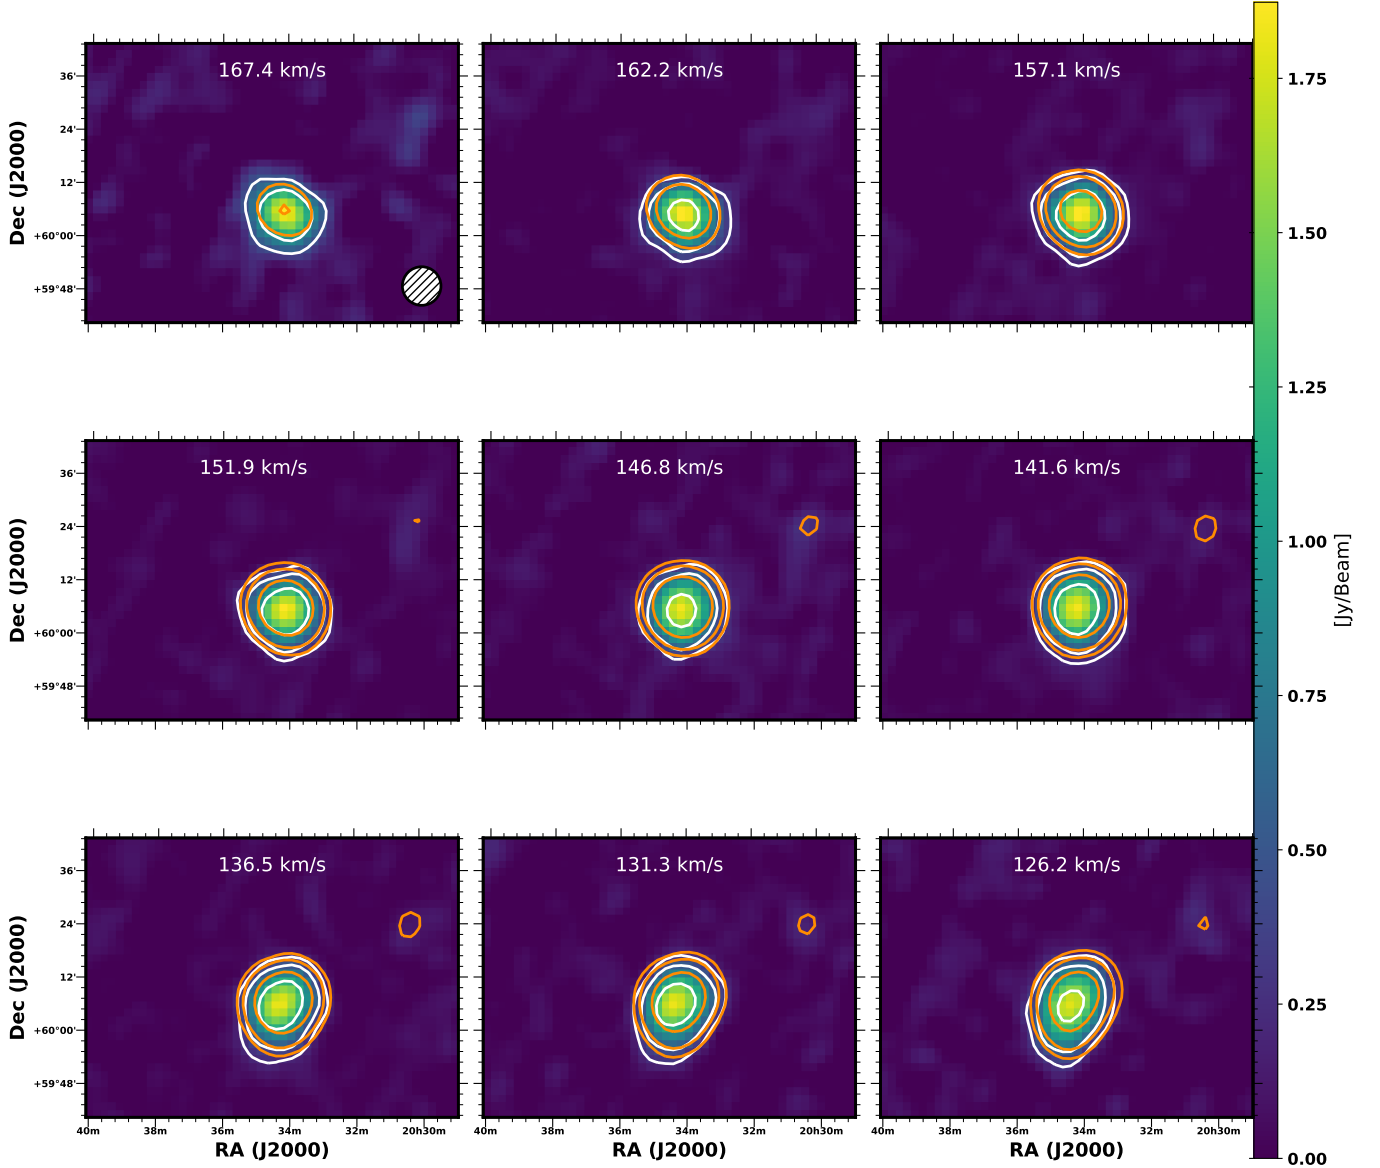 167.4 km/s
162.2 km/s
157.1 km/s
36'
24'
12'
+60°00'
+59°48'
Dec (J2000)
151.9 km/s
146.8 km/s
141.6 km/s
36'
24'
12'
+60°00'
+59°48'
Dec (J2000)
136.5 km/s
131.3 km/s
126.2 km/s
36'
24'
12'
+60°00'
+59°48'
Dec (J2000)
40m 38m 36m 34m 32m 20h30m
40m 38m 36m 34m 32m 20h30m
40m 38m 36m 34m 32m 20h30m
RA (J2000)
RA (J2000)
RA (J2000)
1.75
1.50
1.25
1.00
0.75
0.50
0.25
0.00
[Jy/Beam]